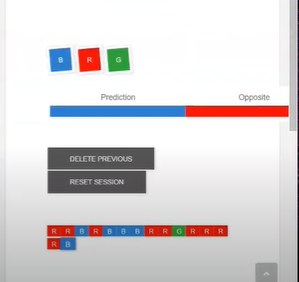 B R G
Prediction Opposite
DELETE PREVIOUS
RESET SESSION
R R B R B B B R R G R R R
R B